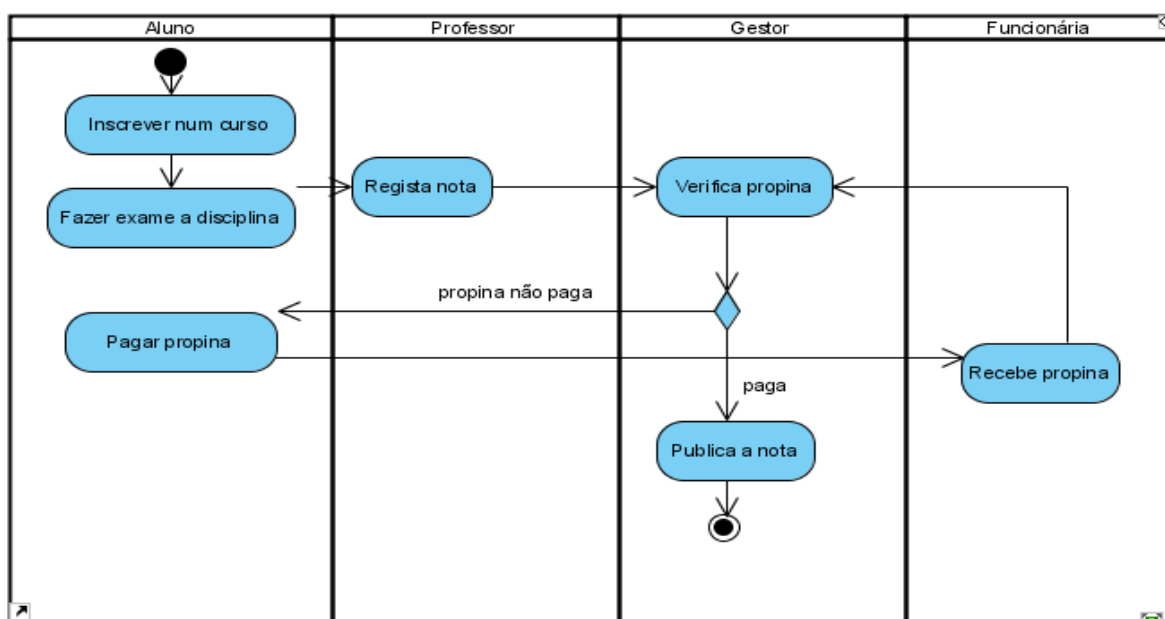 Aluno
Professor
Gestor
Funcionária
Inscrever num curso
Regista nota
Verifica propina
Fazer exame a disciplina
propina não paga
Pagar propina
Recebe propina
paga
Publica a nota